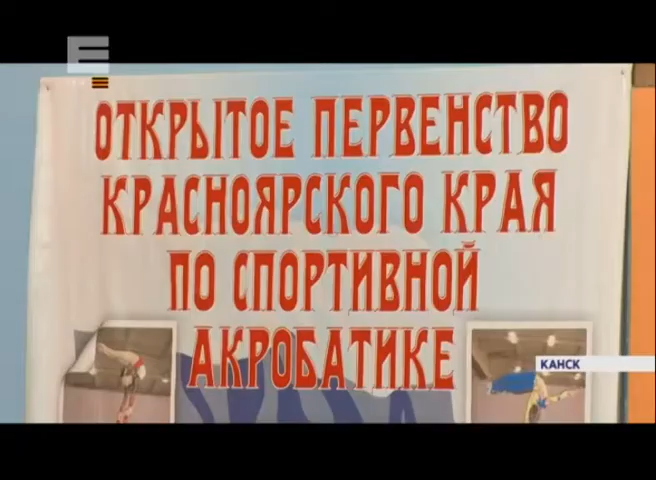 ОТКРЫТОЕ ПЕРВЕНСТВО
КРАСНОЯРСКОГО КРАЯ
ПО СПОРТИВНОЙ
АКРОБАТИКЕ
КАНСК